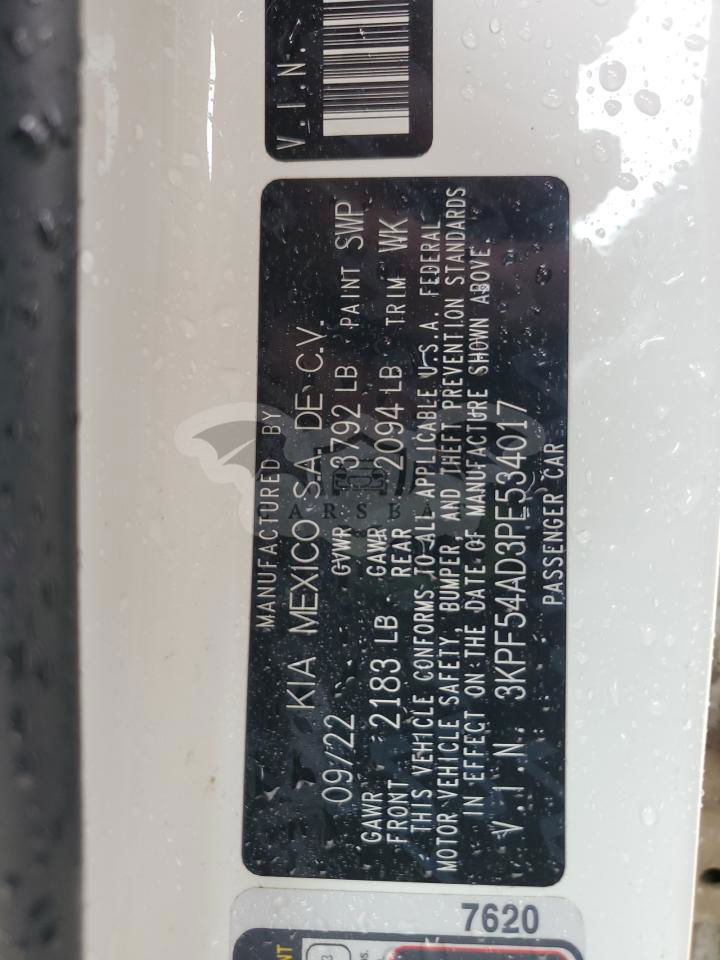 V.I.N.
MANUFACTURED BY
KIA MEXICO S.A. DE C.V.
09/22 GVWR 3792 LB PAINT SWP
GAWR FRONT 2183 LB GAWR REAR 2094 LB TRIM WK
THIS VEHICLE CONFORMS TO ALL APPLICABLE U.S.A. FEDERAL
MOTOR VEHICLE SAFETY, BUMPER, AND THEFT PREVENTION STANDARDS
IN EFFECT ON THE DATE OF MANUFACTURE SHOWN ABOVE.
V.I.N. 3KPF54AD3PE534017
PASSENGER CAR
7620